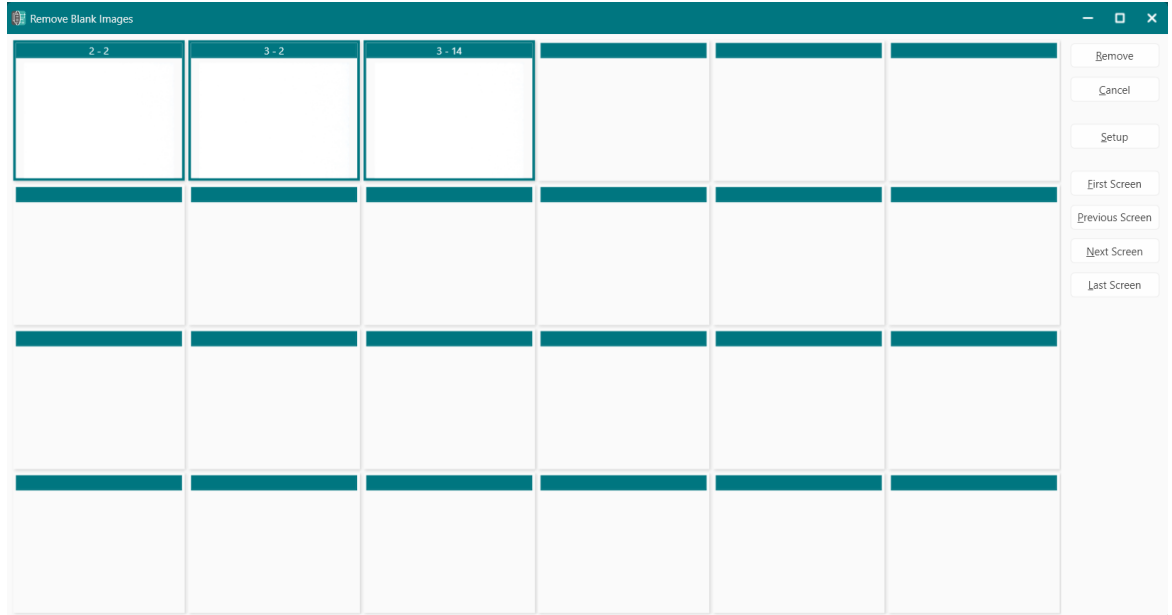 Remove Blank Images
2 - 2
3 - 2
3 - 14
Remove
Cancel
Setup
First Screen
Previous Screen
Next Screen
Last Screen